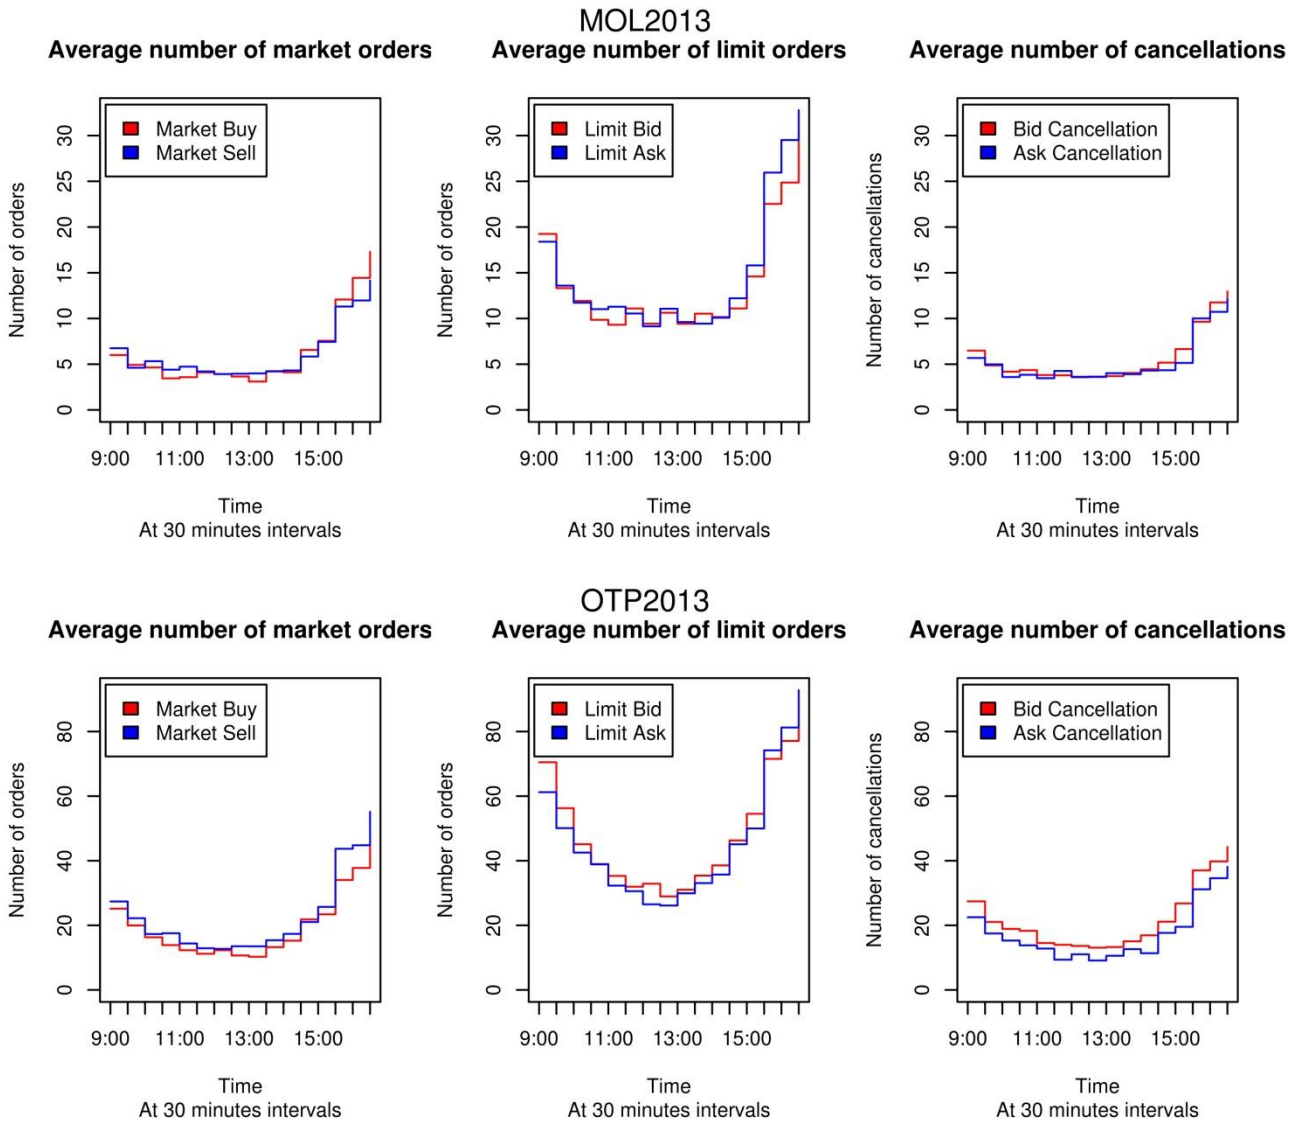 MOL2013
Average number of market orders
Number of orders
0 5 10 15 20 25 30
Market Buy
Market Sell
9:00 11:00 13:00 15:00
Time
At 30 minutes intervals
Average number of limit orders
Number of orders
0 5 10 15 20 25 30
Limit Bid
Limit Ask
9:00 11:00 13:00 15:00
Time
At 30 minutes intervals
Average number of cancellations
Number of cancellations
0 5 10 15 20 25 30
Bid Cancellation
Ask Cancellation
9:00 11:00 13:00 15:00
Time
At 30 minutes intervals
OTP2013
Average number of market orders
Number of orders
0 20 40 60 80
Market Buy
Market Sell
9:00 11:00 13:00 15:00
Time
At 30 minutes intervals
Average number of limit orders
Number of orders
0 20 40 60 80
Limit Bid
Limit Ask
9:00 11:00 13:00 15:00
Time
At 30 minutes intervals
Average number of cancellations
Number of cancellations
0 20 40 60 80
Bid Cancellation
Ask Cancellation
9:00 11:00 13:00 15:00
Time
At 30 minutes intervals